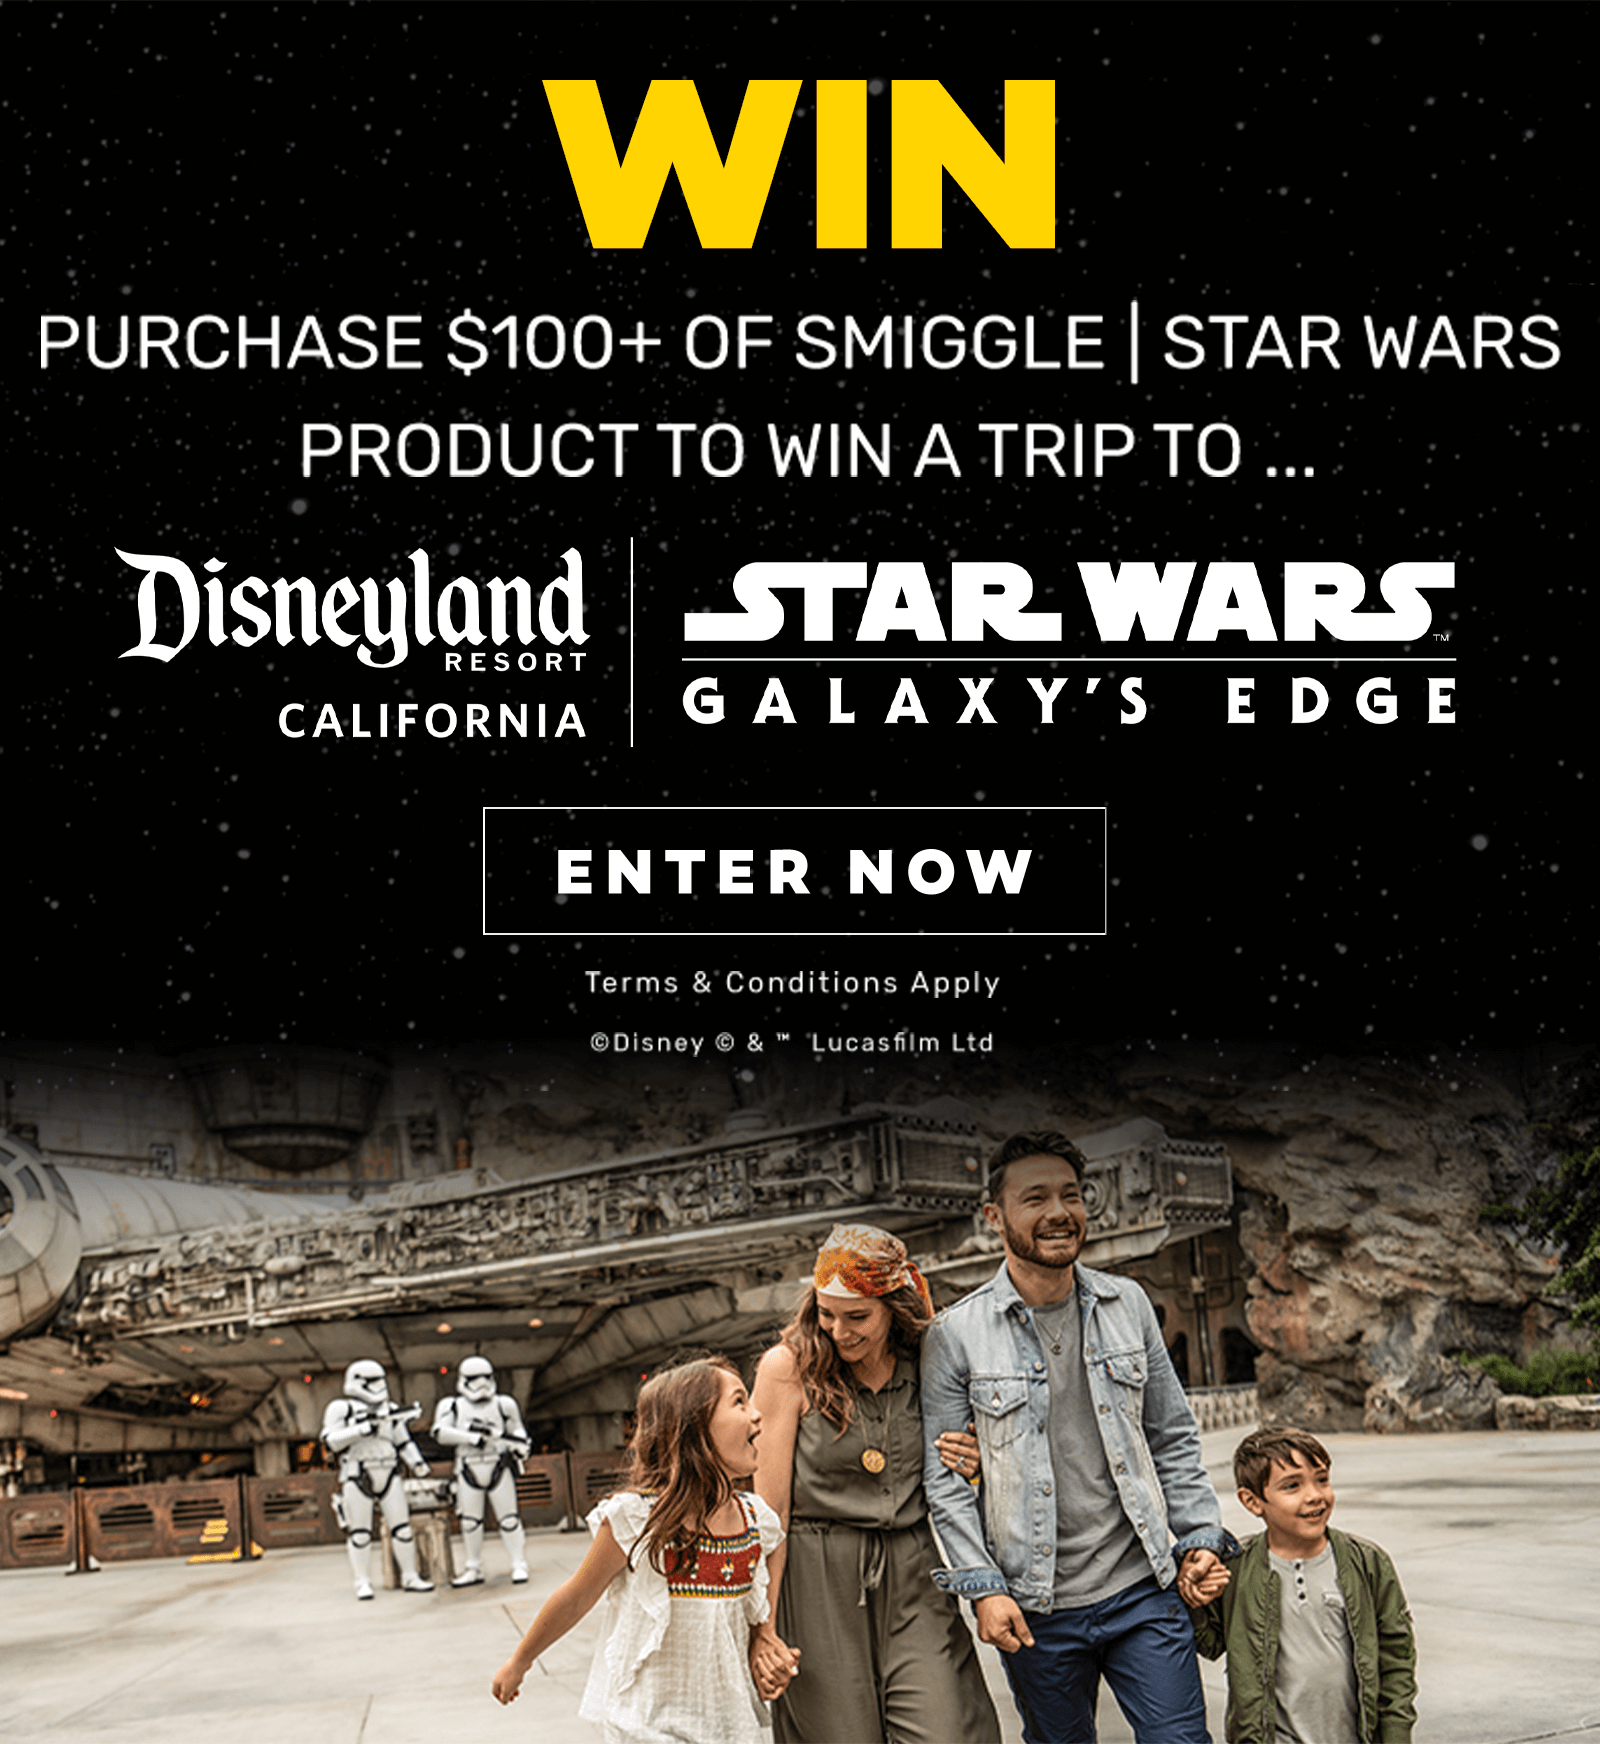 WIN
PURCHASE $100+ OF SMIGGLE | STAR WARS
PRODUCT TO WIN A TRIP TO ...
Disneyland
RESORT
CALIFORNIA
STAR WARS™
GALAXY'S EDGE
ENTER NOW
Terms & Conditions Apply
©Disney © & ™ Lucasfilm Ltd